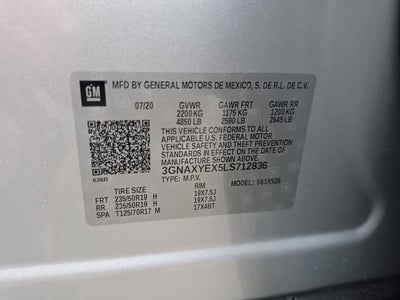 GM
MFD BY GENERAL MOTORS DE MEXICO, S. DE R.L. DE C.V.
07/20 GVWR GAWR FRT GAWR RR
2200 KG 1175 KG 1200 KG
4850 LB 2590 LB 2645 LB
THIS VEHICLE CONFORMS TO ALL
APPLICABLE U.S. FEDERAL MOTOR
VEHICLE SAFETY AND THEFT PREVENTION
STANDARDS IN EFFECT ON THE DATE OF
MANUFACTURE SHOWN ABOVE.
3GNAXYEX5LS712836
TYPE: M.P.V. MODEL:
TIRE SIZE RIM
FRT 235/50R19 H 19X7.5J
RR 235/50R19 H 19X7.5J
SPA T125/70R17 M 17X4BT